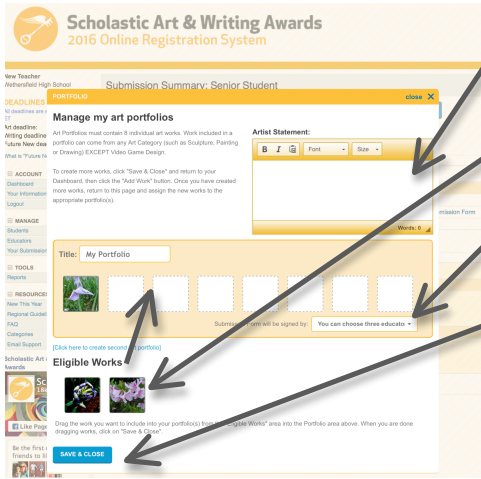 Scholastic Art & Writing Awards
2016 Online Registration System
New Teacher
Wethersfield High School
Submission Summary: Senior Student
DEADLINES
All deadlines are
ET
Art deadline:
Writing deadline
Future New dea
What is "Future Ne
ACCOUNT
Dashboard
Your Information
Logout
MANAGE
Students
Educators
Your Submission
TOOLS
Reports
RESOURCES
New This Year
Regional Guidel
FAQ
Categories
Email Support
Scholastic Art &
Awards
Sc
Like Page
Be the first
friends to li
PORTFOLIO
close X
Manage my art portfolios
Art Portfolios must contain 8 individual art works. Work included in a
portfolio can come from any Art Category (such as Sculpture, Painting
or Drawing) EXCEPT Video Game Design.
To create more works, click "Save & Close" and return to your
Dashboard, then click the "Add Work" button. Once you have created
more works, return to this page and assign the new works to the
appropriate portfolio(s).
Artist Statement:
B I Font Size
Words: 0
mission Form
Title: My Portfolio
Submission Form will be signed by: You can choose three educato
[Click here to create second art portfolio]
Eligible Works
Drag the work you want to include into your portfolio(s) from the "Eligible Works" area into the Portfolio area above. When you are done
dragging works, click on "Save & Close".
SAVE & CLOSE